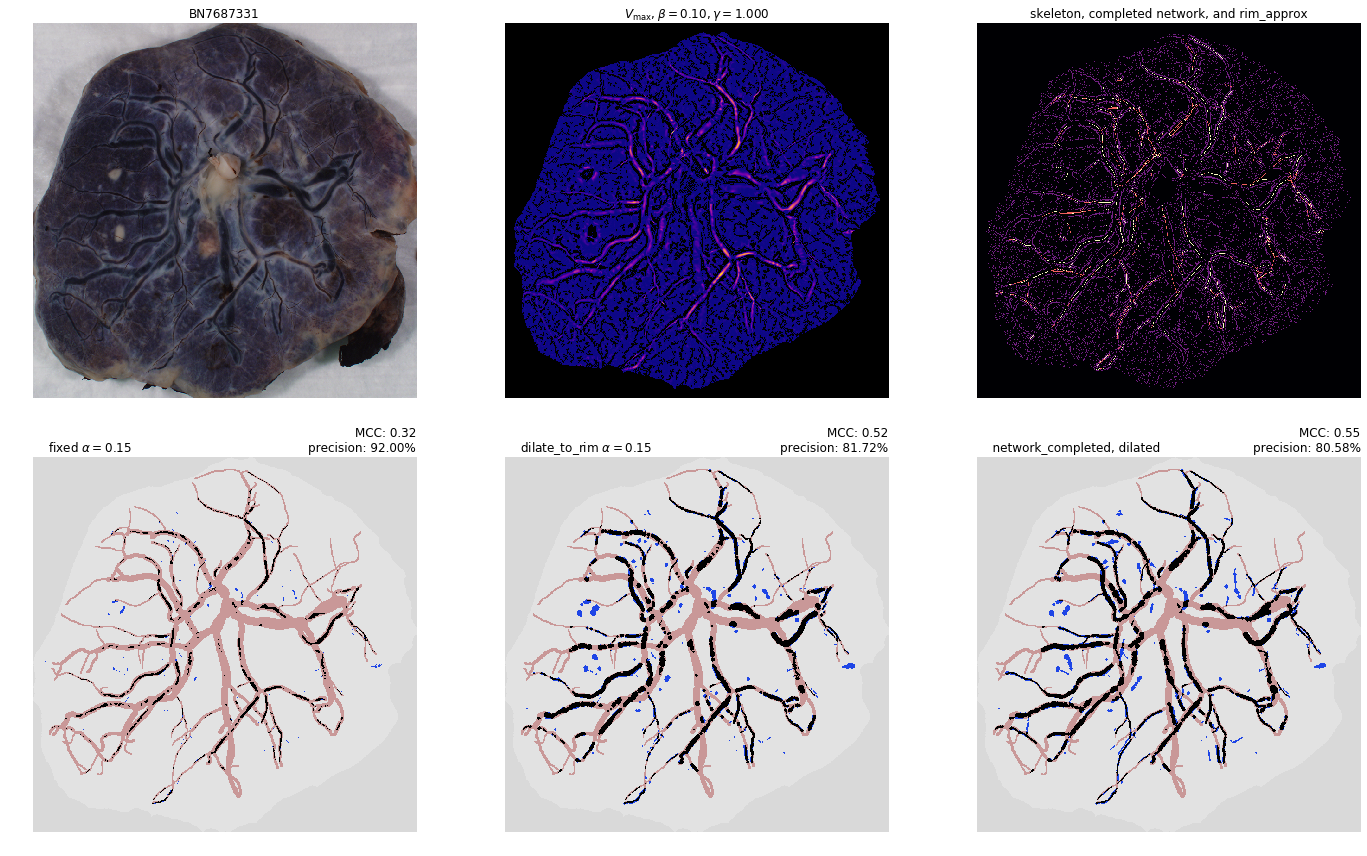 BN7687331
V_max, β = 0.10, γ = 1.000
skeleton, completed network, and rim_approx
MCC: 0.32
fixed α = 0.15 precision: 92.00%
MCC: 0.52
dilate_to_rim α = 0.15 precision: 81.72%
MCC: 0.55
network_completed, dilated precision: 80.58%